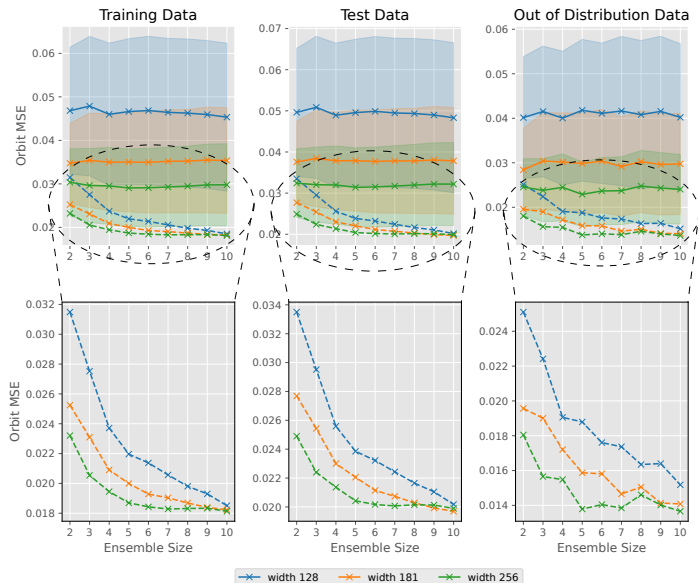 Training Data
Test Data
Out of Distribution Data
Orbit MSE
0.06
0.05
0.04
0.03
0.02
2 3 4 5 6 7 8 9 10
0.07
0.06
0.05
0.04
0.03
0.02
2 3 4 5 6 7 8 9 10
0.06
0.05
0.04
0.03
0.02
2 3 4 5 6 7 8 9 10
Orbit MSE
0.032
0.030
0.028
0.026
0.024
0.022
0.020
0.018
2 3 4 5 6 7 8 9 10
Ensemble Size
0.034
0.032
0.030
0.028
0.026
0.024
0.022
0.020
2 3 4 5 6 7 8 9 10
Ensemble Size
0.024
0.022
0.020
0.018
0.016
0.014
2 3 4 5 6 7 8 9 10
Ensemble Size
width 128 width 181 width 256